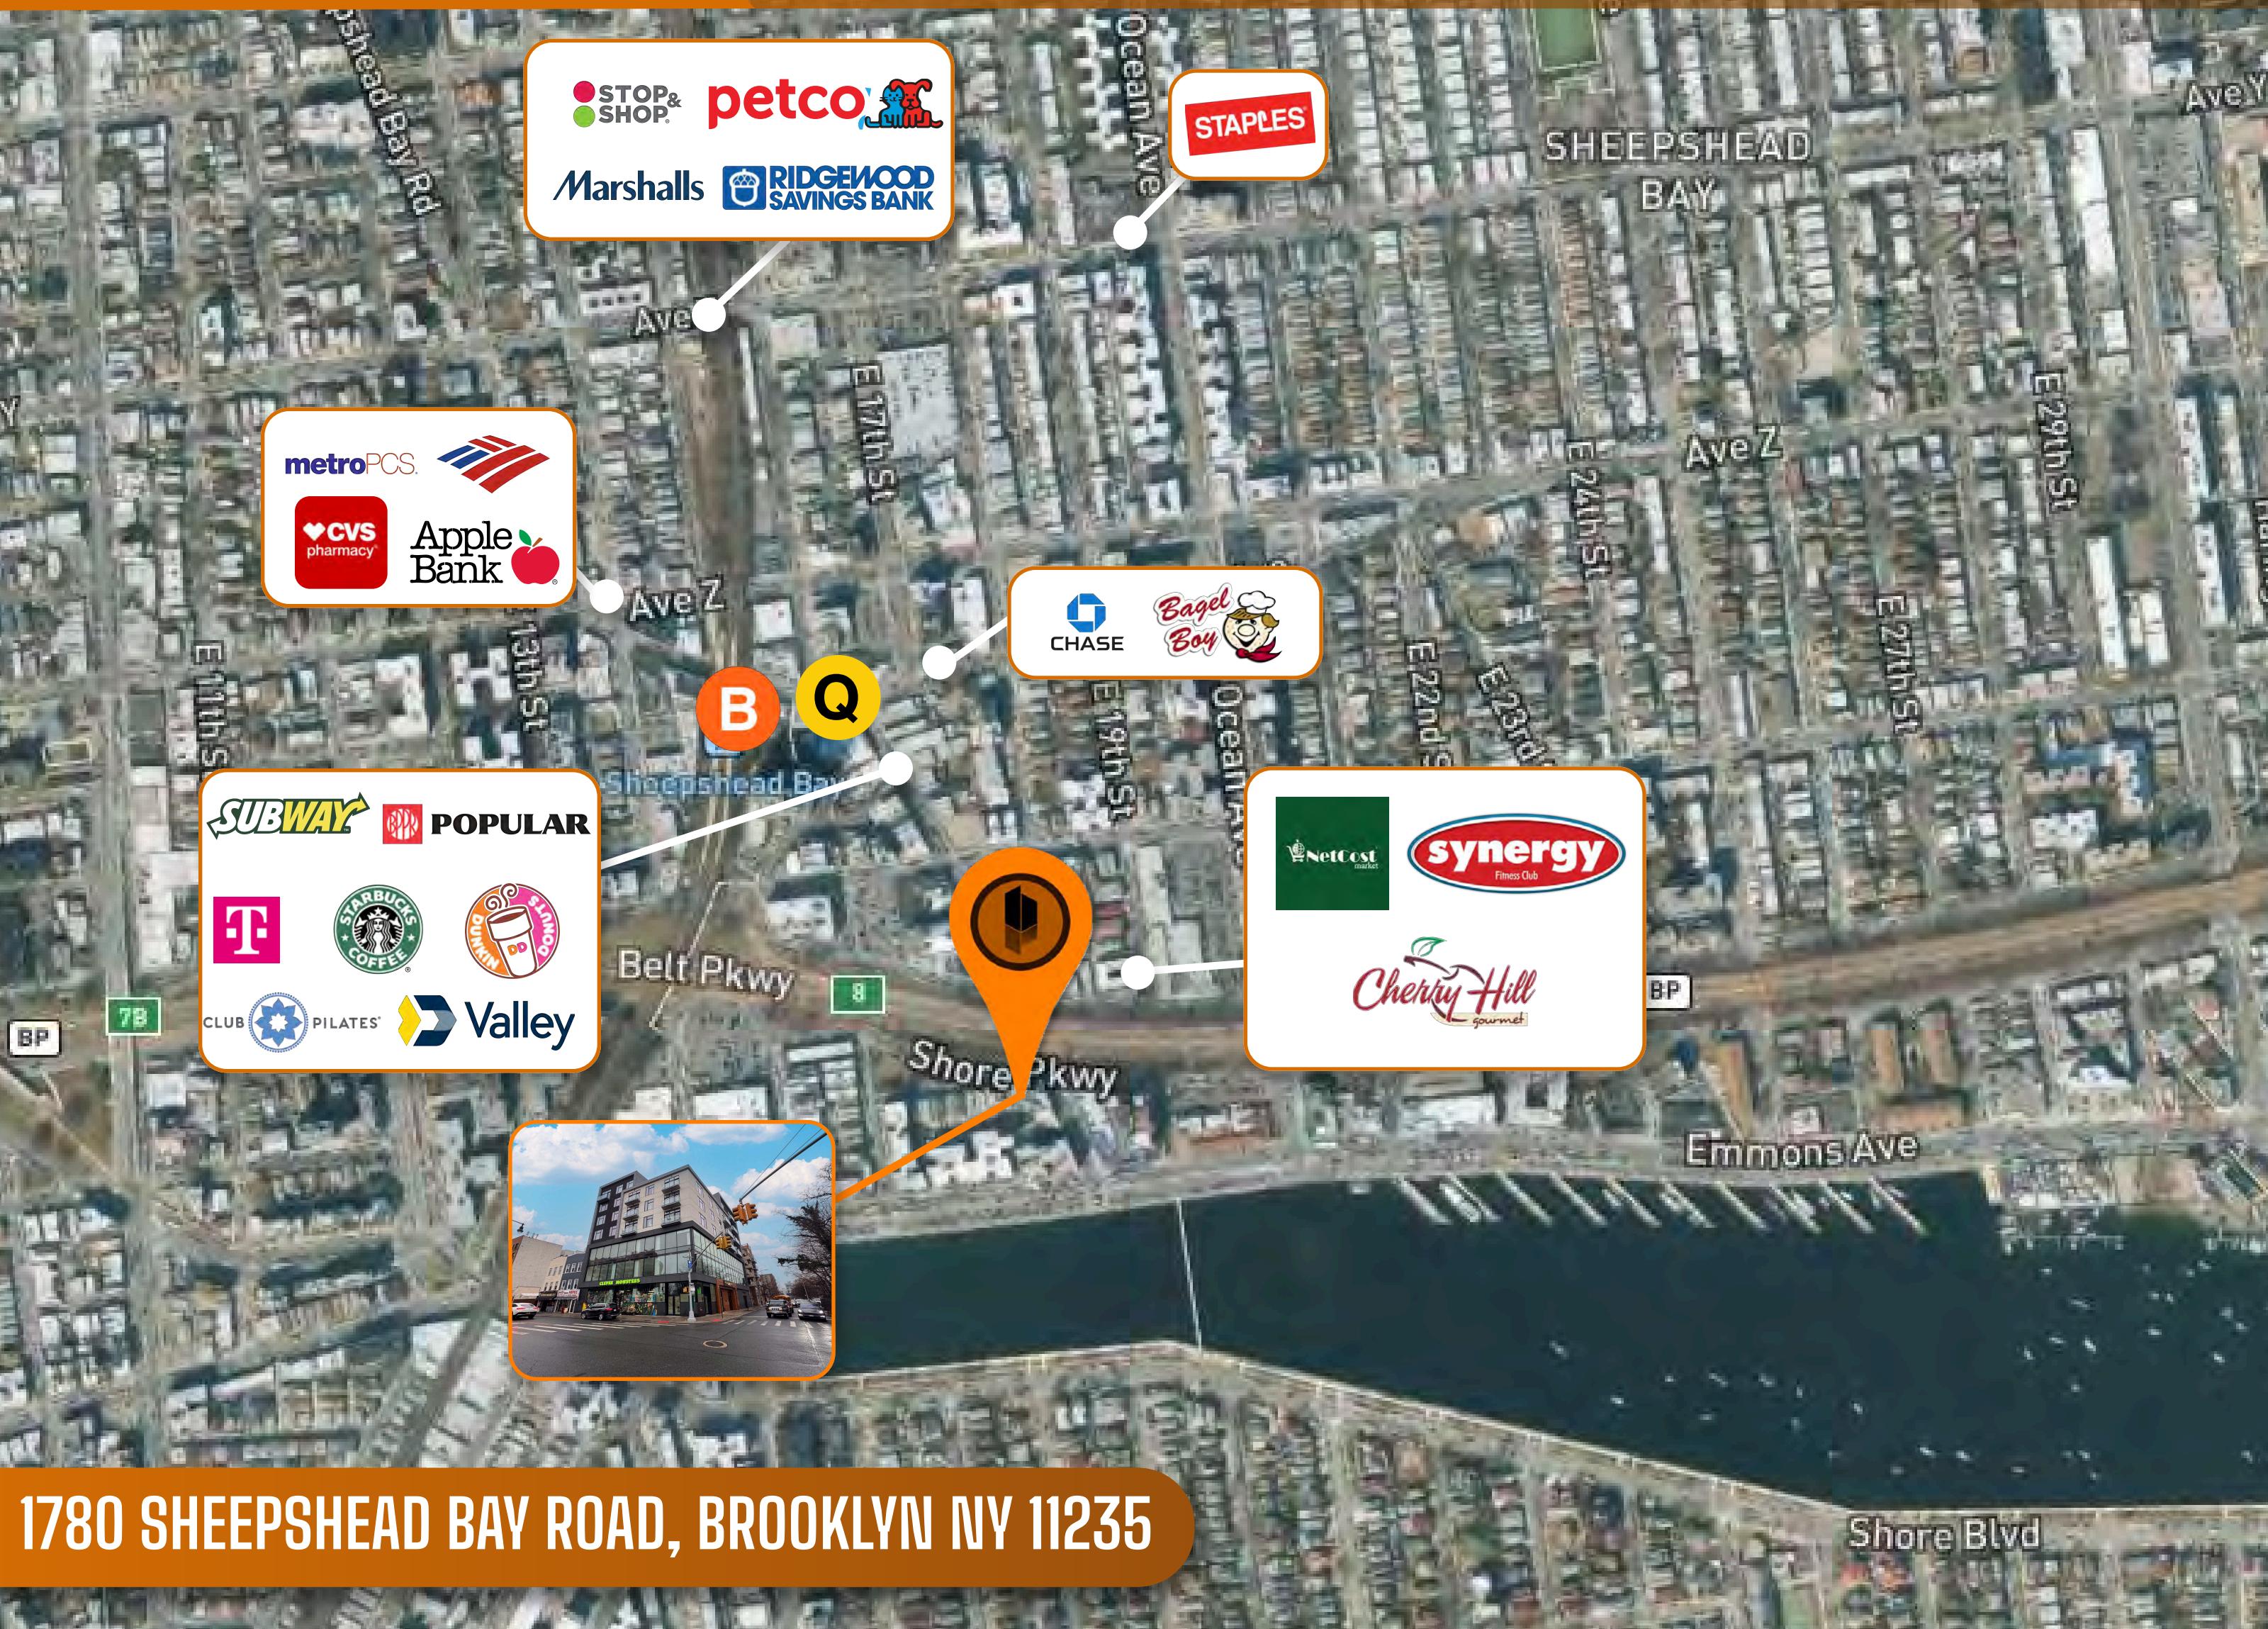 pshead Bay Rd
Ocean Ave
Ave Y
STOP&
SHOP
petco
Marshalls
RIDGEWOOD
SAVINGS BANK
STAPLES
SHEEPSHEAD
BAY
Ave
E 17th St
Y
Ave Z
E 24th St
E 29th St
metroPCS.
CVS
pharmacy
Apple
Bank
Ave Z
13th St
E 11th S
CHASE
Bagel
Boy
B
Q
Sheepshead Bay
E 19th St
Ocean Ave
E 22nd S
E 23rd
E 27th St
SUBWAY
POPULAR
T
STARBUCKS
COFFEE
DUNKIN'
DONUTS
DD
CLUB PILATES
Valley
NetCost
market
synergy
Fitness Club
Cherry Hill
gourmet
Belt Pkwy
8
7B
BP
BP
Shore Pkwy
Emmons Ave
1780 SHEEPSHEAD BAY ROAD, BROOKLYN NY 11235
Shore Blvd